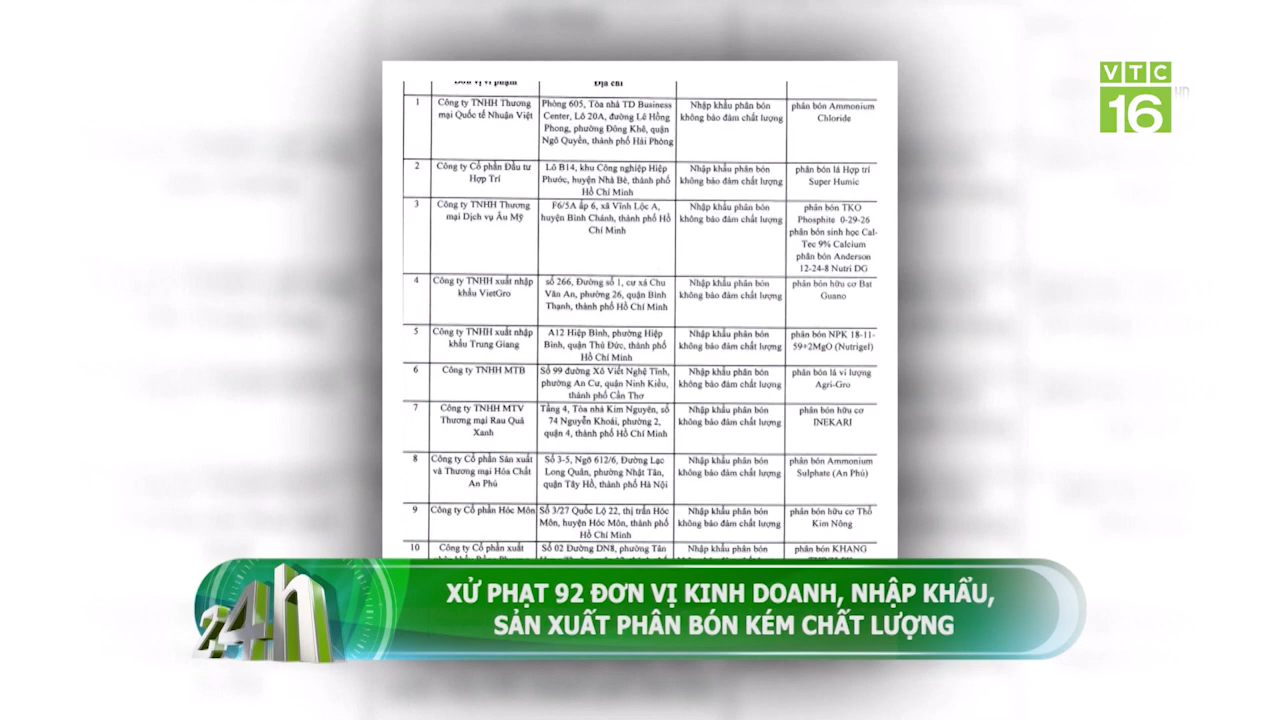 VTC
16
.vn
Đơn vị vi phạm Địa chỉ
1 Công ty TNHH Thương Phòng 605, Tòa nhà TD Business Nhập khẩu phân bón phân bón Ammonium
mại Quốc tế Nhuận Việt Center, Lô 20A, đường Lê Hồng không bảo đảm chất lượng Chloride
Phong, phường Đông Khê, quận
Ngô Quyền, thành phố Hải Phòng
2 Công ty Cổ phần Đầu tư Lô B14, khu Công nghiệp Hiệp Nhập khẩu phân bón phân bón lá Hợp trí
Hợp Trí Phước, huyện Nhà Bè, thành phố không bảo đảm chất lượng Super Humic
Hồ Chí Minh
3 Công ty TNHH Thương F6/5A ấp 6, xã Vĩnh Lộc A, Nhập khẩu phân bón phân bón TKO
mại Dịch vụ Âu Mỹ huyện Bình Chánh, thành phố Hồ không bảo đảm chất lượng Phosphite 0-29-26
Chí Minh phân bón sinh học Cal-
Tec 9% Calcium
phân bón Anderson
12-24-8 Nutri DG
4 Công ty TNHH xuất nhập số 266, Đường số 1, cư xá Chu Nhập khẩu phân bón phân bón hữu cơ Bat
khẩu VietGro Văn An, phường 26, quận Bình không bảo đảm chất lượng Guano
Thạnh, thành phố Hồ Chí Minh
5 Công ty TNHH xuất nhập A12 Hiệp Bình, phường Hiệp Nhập khẩu phân bón phân bón NPK 18-11-
khẩu Trung Giang Bình, quận Thủ Đức, thành phố không bảo đảm chất lượng 59+2MgO (Nutrigel)
Hồ Chí Minh
6 Công ty TNHH MTB Số 99 đường Xô Viết Nghệ Tĩnh, Nhập khẩu phân bón phân bón lá vi lượng
phường An Cư, quận Ninh Kiều, không bảo đảm chất lượng Agri-Gro
thành phố Cần Thơ
7 Công ty TNHH MTV Tầng 4, Tòa nhà Kim Nguyên, số Nhập khẩu phân bón phân bón hữu cơ
Thương mại Rau Quả 74 Nguyễn Khoái, phường 2, không bảo đảm chất lượng INEKARI
Xanh quận 4, thành phố Hồ Chí Minh
8 Công ty Cổ phần Sản xuất Số 3-5, Ngõ 612/6, Đường Lạc Nhập khẩu phân bón phân bón Ammonium
và Thương mại Hóa Chất Long Quân, phường Nhật Tân, không bảo đảm chất lượng Sulphate (An Phú)
An Phú quận Tây Hồ, thành phố Hà Nội
9 Công ty Cổ phần Hóc Môn Số 3/27 Quốc Lộ 22, thị trấn Hóc Nhập khẩu phân bón phân bón hữu cơ Thổ
Môn, huyện Hóc Môn, thành phố không bảo đảm chất lượng Kim Nông
Hồ Chí Minh
10 Công ty Cổ phần xuất Số 02 Đường DN8, phường Tân Nhập khẩu phân bón phân bón KHANG
24h
XỬ PHẠT 92 ĐƠN VỊ KINH DOANH, NHẬP KHẨU,
SẢN XUẤT PHÂN BÓN KÉM CHẤT LƯỢNG